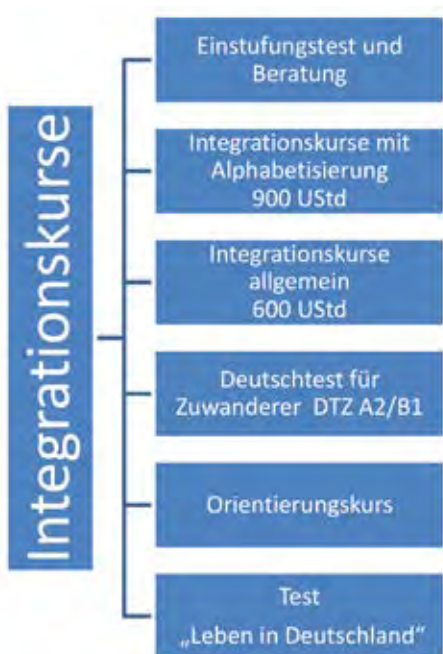 Integrationskurse
Einstufungstest und
Beratung
Integrationskurse mit
Alphabetisierung
900 UStd
Integrationskurse
allgemein
600 UStd
Deutschtest für
Zuwanderer DTZ A2/B1
Orientierungskurs
Test
„Leben in Deutschland“